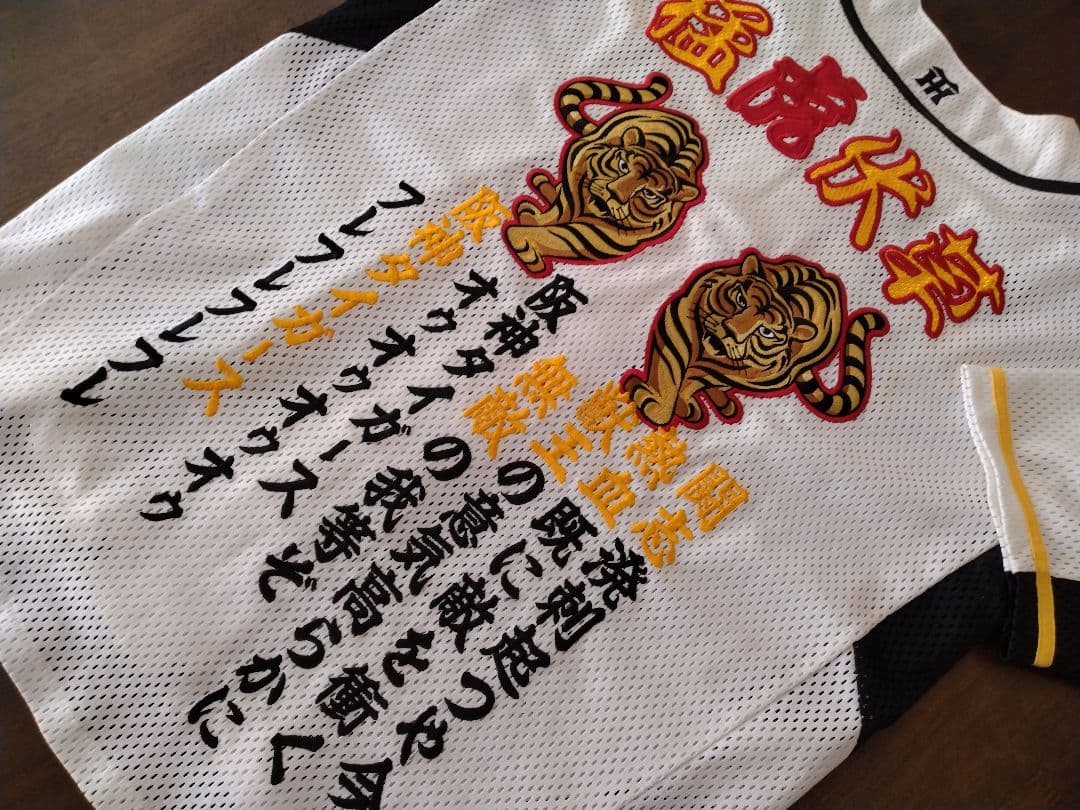 猛虎伏草
闘志溌剌起つや今
熱血既に敵を衝く
獣王の意気高らかに
無敵の我等ぞ
阪神タイガース
オゥオゥオゥオゥ
阪神タイガース
フレフレフレフレ